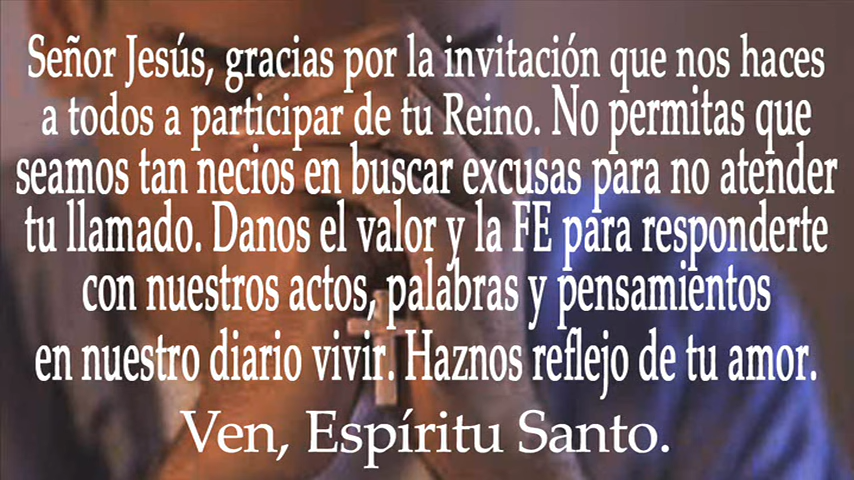 Señor Jesús, gracias por la invitación que nos haces
a todos a participar de tu Reino. No permitas que
seamos tan necios en buscar excusas para no atender
tu llamado. Danos el valor y la FE para responderte
con nuestros actos, palabras y pensamientos
en nuestro diario vivir. Haznos reflejo de tu amor.
Ven, Espíritu Santo.